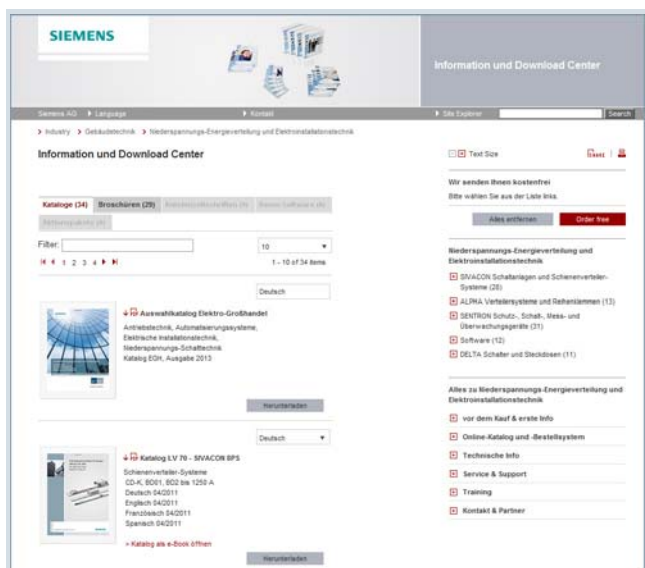 SIEMENS
Information und Download Center
Siemens AG
Language
Kontakt
Site Explorer
Search
Industry
Gebäudetechnik
Niederspannungs-Energieverteilung und Elektroinstallationstechnik
Information und Download Center
Text Size
Kataloge (34)
Broschüren (29)
Filter:
10
1 2 3 4
1 - 10 of 34 items
Deutsch
Auswahlkatalog Elektro-Großhandel
Antriebstechnik, Automatisierungssysteme,
Elektrische Installationstechnik,
Niederspannungs-Schalttechnik
Katalog EGH, Ausgabe 2013
Herunterladen
Deutsch
Katalog LV 70 - SIVACON 8PS
Schienenverteiler-Systeme
CD-K, BD01, BD2 bis 1250 A
Deutsch 04/2011
Englisch 04/2011
Französisch 04/2011
Spanisch 04/2011
» Katalog als e-Book öffnen
Herunterladen
Wir senden Ihnen kostenfrei
Bitte wählen Sie aus der Liste links.
Alles entfernen
Order free
Niederspannungs-Energieverteilung und
Elektroinstallationstechnik
SIVACON Schaltanlagen und Schienenverteiler-
Systeme (28)
ALPHA Verteilersysteme und Reihenklemmen (13)
SENTRON Schutz-, Schalt-, Mess- und
Überwachungsgeräte (31)
Software (12)
DELTA Schalter und Steckdosen (11)
Alles zu Niederspannungs-Energieverteilung und
Elektroinstallationstechnik
vor dem Kauf & erste Info
Online-Katalog und -Bestellsystem
Technische Info
Service & Support
Training
Kontakt & Partner